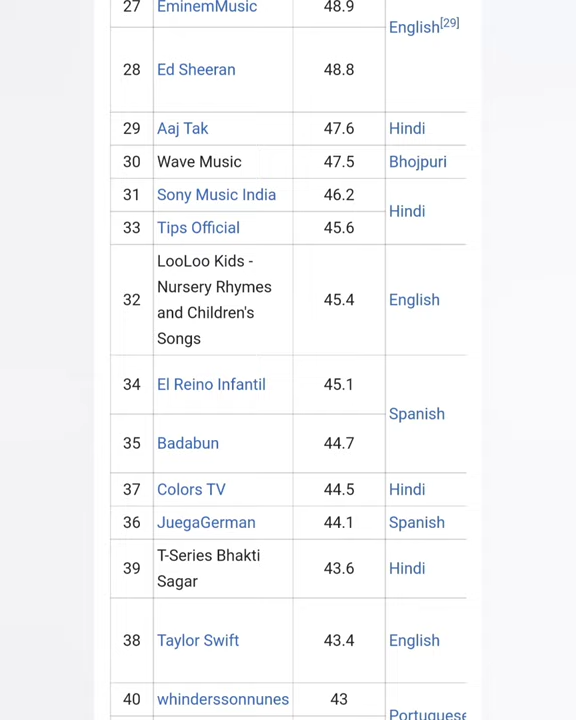 27 EminemMusic 48.9
English[29]
28 Ed Sheeran 48.8
29 Aaj Tak 47.6 Hindi
30 Wave Music 47.5 Bhojpuri
31 Sony Music India 46.2
Hindi
33 Tips Official 45.6
LooLoo Kids -
Nursery Rhymes
32 45.4 English
and Children's
Songs
34 El Reino Infantil 45.1
Spanish
35 Badabun 44.7
37 Colors TV 44.5 Hindi
36 JuegaGerman 44.1 Spanish
T-Series Bhakti
39 43.6 Hindi
Sagar
38 Taylor Swift 43.4 English
40 whinderssonnunes 43
Portuguese